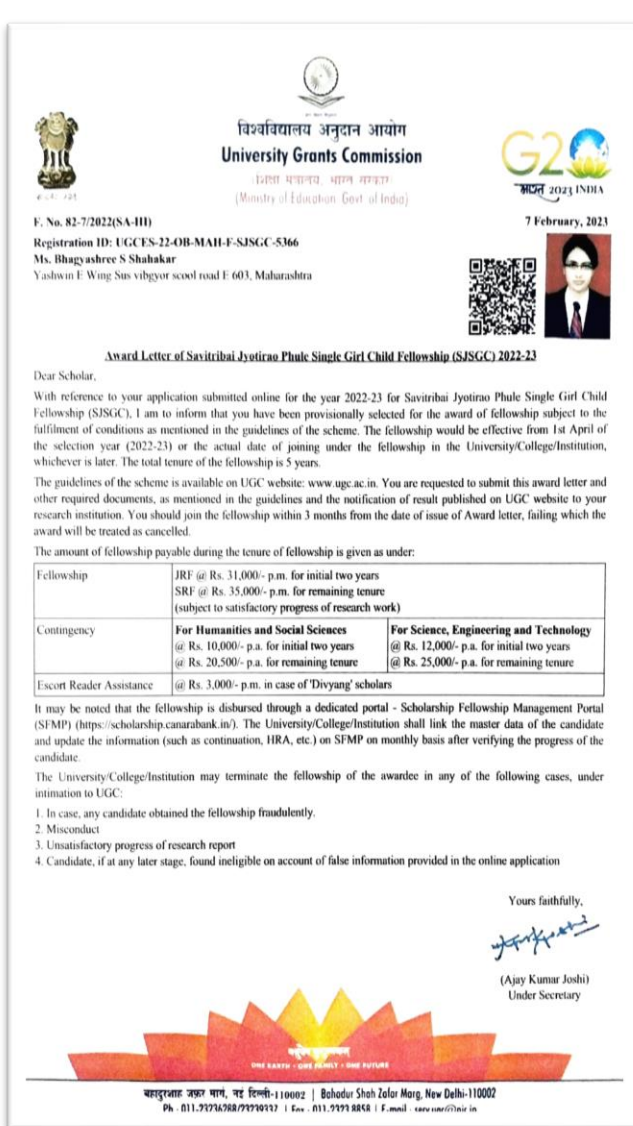 विश्वविद्यालय अनुदान आयोग
University Grants Commission
(शिक्षा मंत्रालय, भारत सरकार)
(Ministry of Education, Govt. of India)
G20
भारत 2023 INDIA
F. No. 82-7/2022(SA-III)
7 February, 2023
Registration ID: UGCES-22-OB-MAH-F-SJSGC-5366
Ms. Bhagyashree S Shahakar
Yashwin E Wing Sus vibgyor scool road E 603, Maharashtra
Award Letter of Savitribai Jyotirao Phule Single Girl Child Fellowship (SJSGC) 2022-23
Dear Scholar,
With reference to your application submitted online for the year 2022-23 for Savitribai Jyotirao Phule Single Girl Child
Fellowship (SJSGC), I am to inform that you have been provisionally selected for the award of fellowship subject to the
fulfilment of conditions as mentioned in the guidelines of the scheme. The fellowship would be effective from 1st April of
the selection year (2022-23) or the actual date of joining under the fellowship in the University/College/Institution,
whichever is later. The total tenure of the fellowship is 5 years.
The guidelines of the scheme is available on UGC website: www.ugc.ac.in. You are requested to submit this award letter and
other required documents, as mentioned in the guidelines and the notification of result published on UGC website to your
research institution. You should join the fellowship within 3 months from the date of issue of Award letter, failing which the
award will be treated as cancelled.
The amount of fellowship payable during the tenure of fellowship is given as under:
Fellowship
JRF @ Rs. 31,000/- p.m. for initial two years
SRF @ Rs. 35,000/- p.m. for remaining tenure
(subject to satisfactory progress of research work)
Contingency
For Humanities and Social Sciences
@ Rs. 10,000/- p.a. for initial two years
@ Rs. 20,500/- p.a. for remaining tenure
For Science, Engineering and Technology
@ Rs. 12,000/- p.a. for initial two years
@ Rs. 25,000/- p.a. for remaining tenure
Escort Reader Assistance
@ Rs. 3,000/- p.m. in case of 'Divyang' scholars
It may be noted that the fellowship is disbursed through a dedicated portal - Scholarship Fellowship Management Portal
(SFMP) (https://scholarship.canarabank.in/). The University/College/Institution shall link the master data of the candidate
and update the information (such as continuation, HRA, etc.) on SFMP on monthly basis after verifying the progress of the
candidate.
The University/College/Institution may terminate the fellowship of the awardee in any of the following cases, under
intimation to UGC:
1. In case, any candidate obtained the fellowship fraudulently.
2. Misconduct
3. Unsatisfactory progress of research report
4. Candidate, if at any later stage, found ineligible on account of false information provided in the online application
Yours faithfully,
(Ajay Kumar Joshi)
Under Secretary
ONE EARTH • ONE FAMILY • ONE FUTURE
बहादुरशाह ज़फ़र मार्ग, नई दिल्ली-110002 | Bahadur Shah Zafar Marg, New Delhi-110002